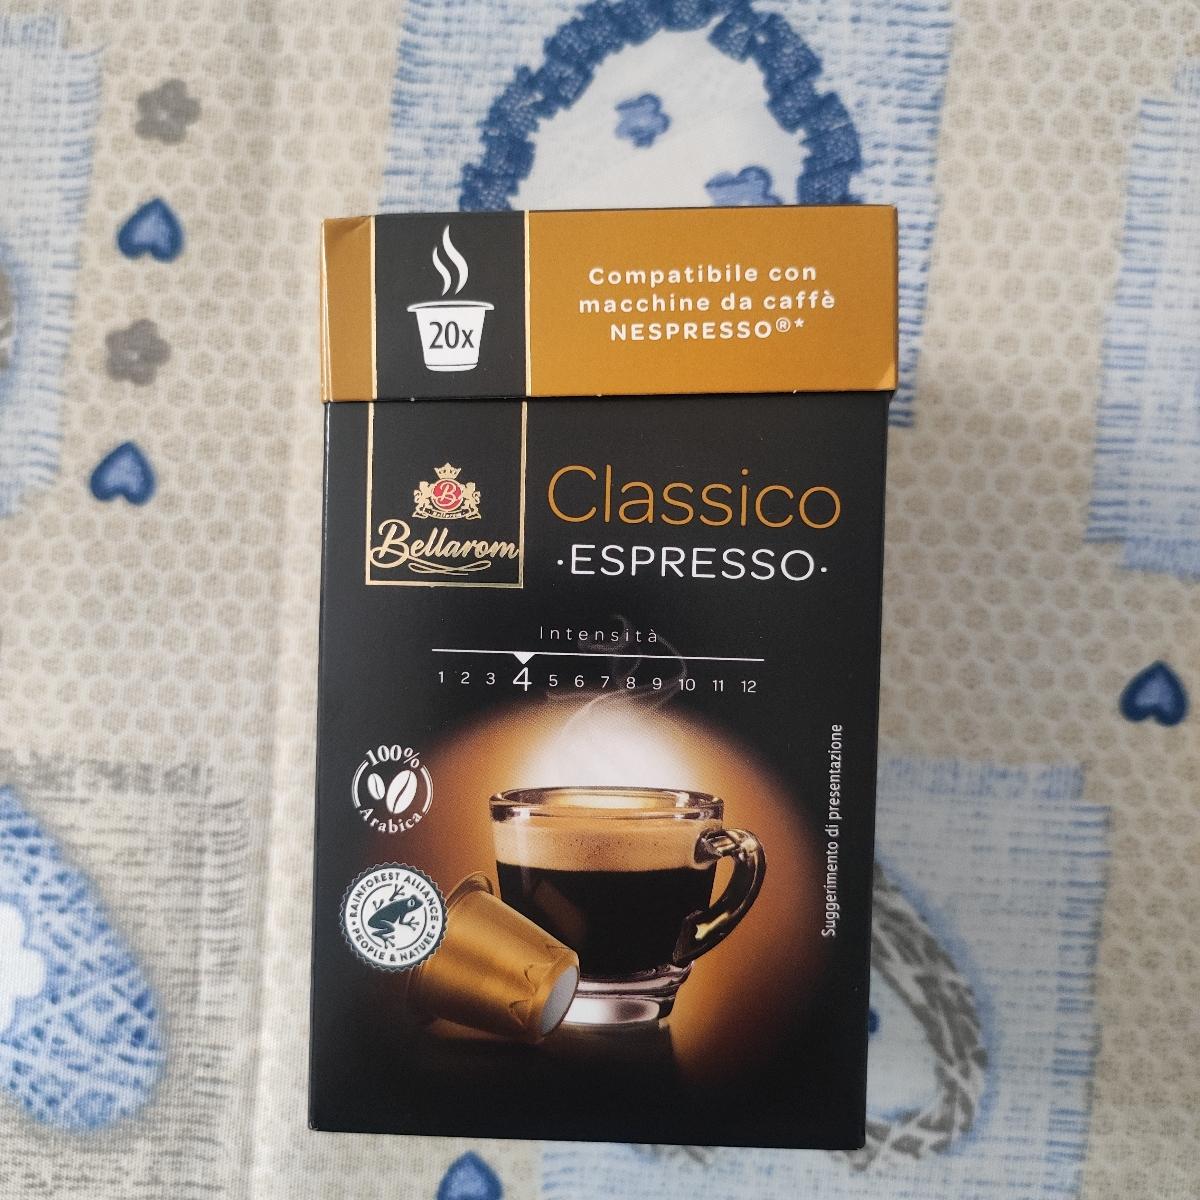 20x
Compatibile con
macchine da caffè
NESPRESSO®*
B
Bellarom
Bellarom
Classico
·ESPRESSO·
Intensità
1 2 3 4 5 6 7 8 9 10 11 12
100%
Arabica
RAINFOREST ALLIANCE
· PEOPLE & NATURE ·
Suggerimento di presentazione